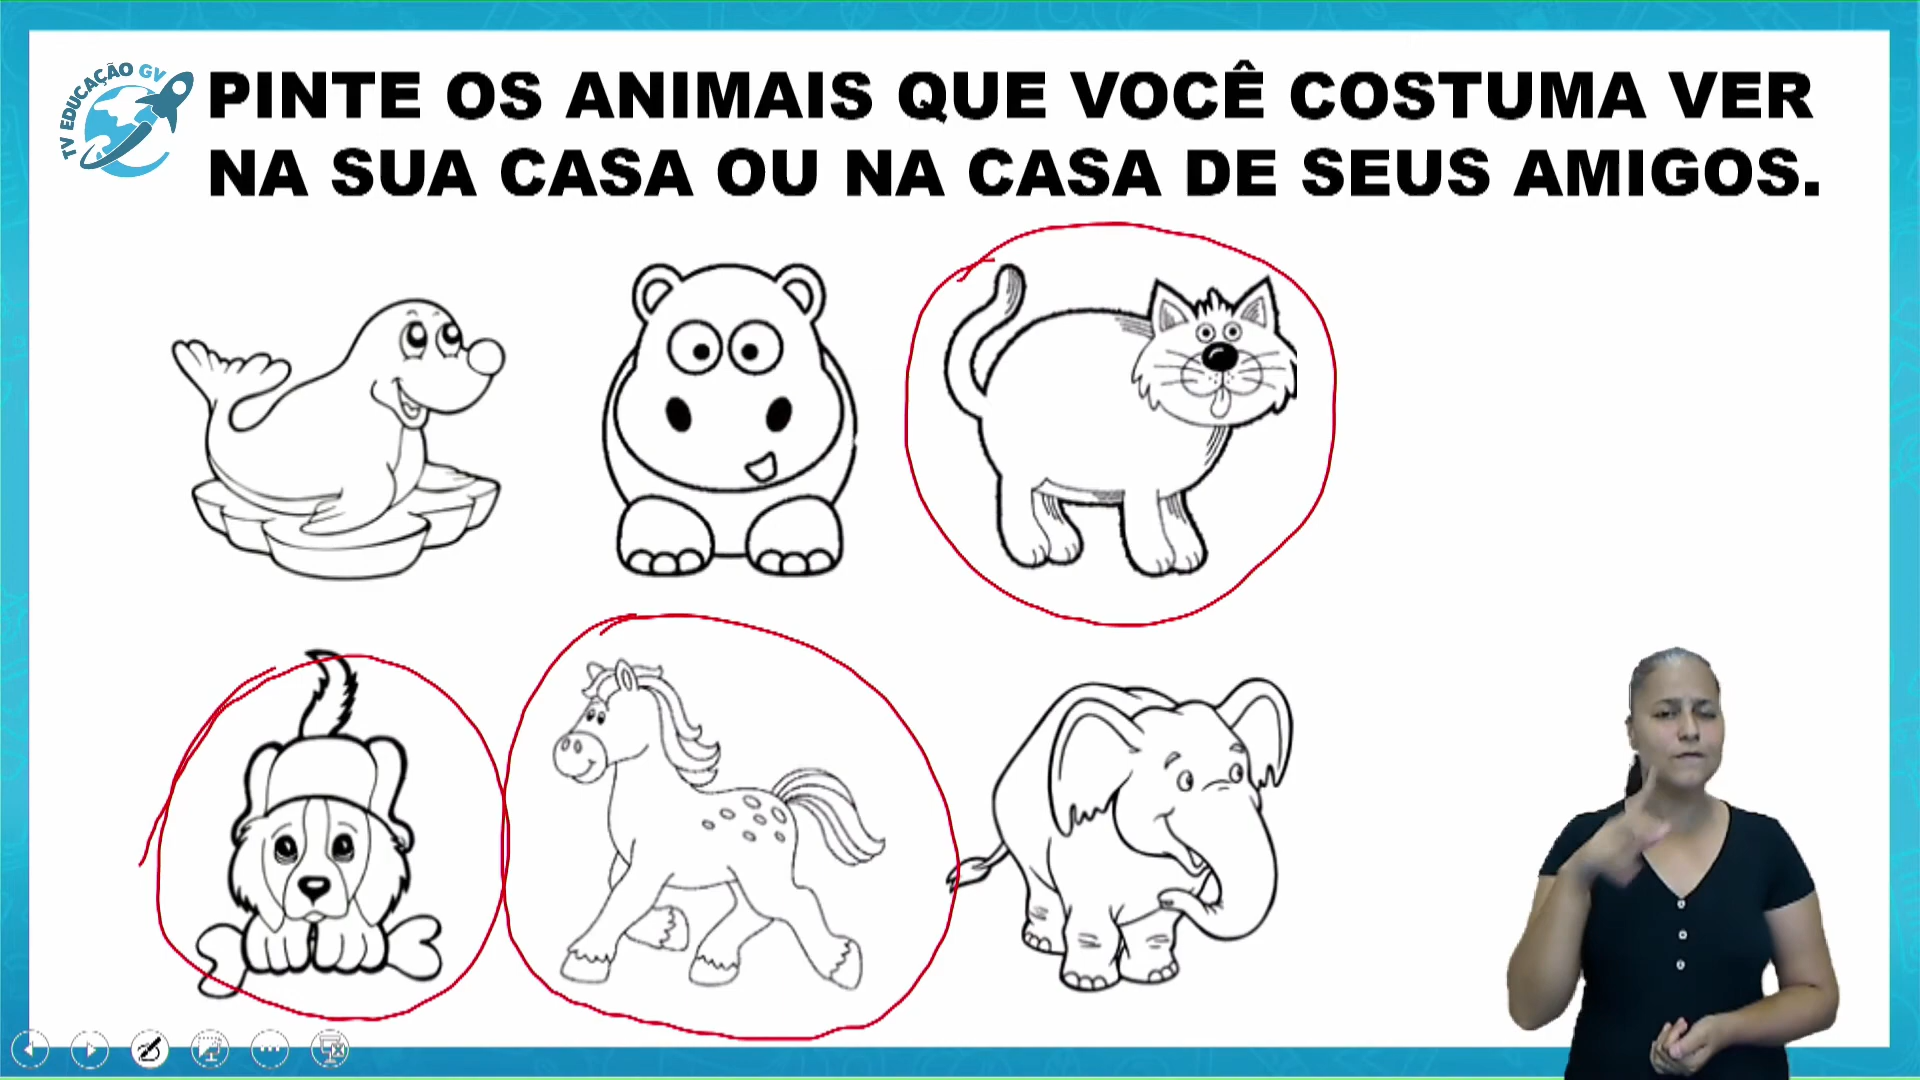 TV EDUCAÇÃO GV
PINTE OS ANIMAIS QUE VOCÊ COSTUMA VER
NA SUA CASA OU NA CASA DE SEUS AMIGOS.